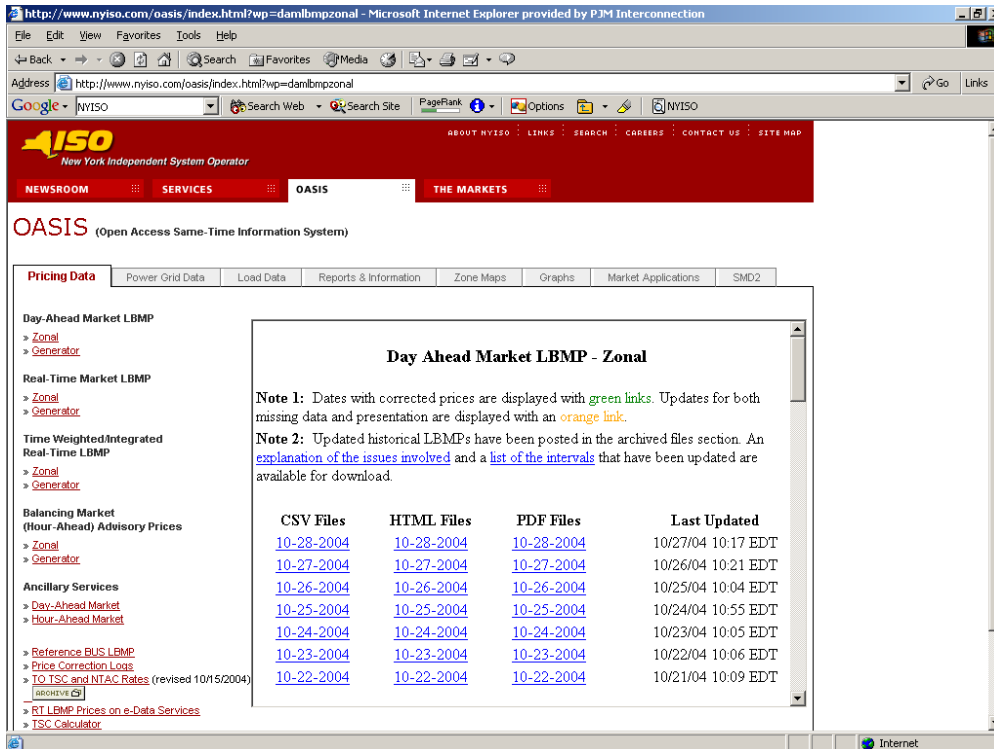 http://www.nyiso.com/oasis/index.html?wp=damlbmpzonal - Microsoft Internet Explorer provided by PJM Interconnection
File Edit View Favorites Tools Help
Back Search Favorites Media
Address http://www.nyiso.com/oasis/index.html?wp=damlbmpzonal Go Links
Google NYISO Search Web Search Site PageRank Options NYISO
ISO
New York Independent System Operator
ABOUT NYISO LINKS SEARCH CAREERS CONTACT US SITE MAP
NEWSROOM SERVICES OASIS THE MARKETS
OASIS (Open Access Same-Time Information System)
Pricing Data Power Grid Data Load Data Reports & Information Zone Maps Graphs Market Applications SMD2
Day-Ahead Market LBMP
» Zonal
» Generator
Real-Time Market LBMP
» Zonal
» Generator
Time Weighted/Integrated
Real-Time LBMP
» Zonal
» Generator
Balancing Market
(Hour-Ahead) Advisory Prices
» Zonal
» Generator
Ancillary Services
» Day-Ahead Market
» Hour-Ahead Market
» Reference BUS LBMP
» Price Correction Logs
» TO TSC and NTAC Rates (revised 10/15/2004)
ARCHIVE
» RT LBMP Prices on e-Data Services
» TSC Calculator
Day Ahead Market LBMP - Zonal
Note 1: Dates with corrected prices are displayed with green links. Updates for both
missing data and presentation are displayed with an orange link.
Note 2: Updated historical LBMPs have been posted in the archived files section. An
explanation of the issues involved and a list of the intervals that have been updated are
available for download.
CSV Files HTML Files PDF Files Last Updated
10-28-2004 10-28-2004 10-28-2004 10/27/04 10:17 EDT
10-27-2004 10-27-2004 10-27-2004 10/26/04 10:21 EDT
10-26-2004 10-26-2004 10-26-2004 10/25/04 10:04 EDT
10-25-2004 10-25-2004 10-25-2004 10/24/04 10:55 EDT
10-24-2004 10-24-2004 10-24-2004 10/23/04 10:05 EDT
10-23-2004 10-23-2004 10-23-2004 10/22/04 10:06 EDT
10-22-2004 10-22-2004 10-22-2004 10/21/04 10:09 EDT
Internet